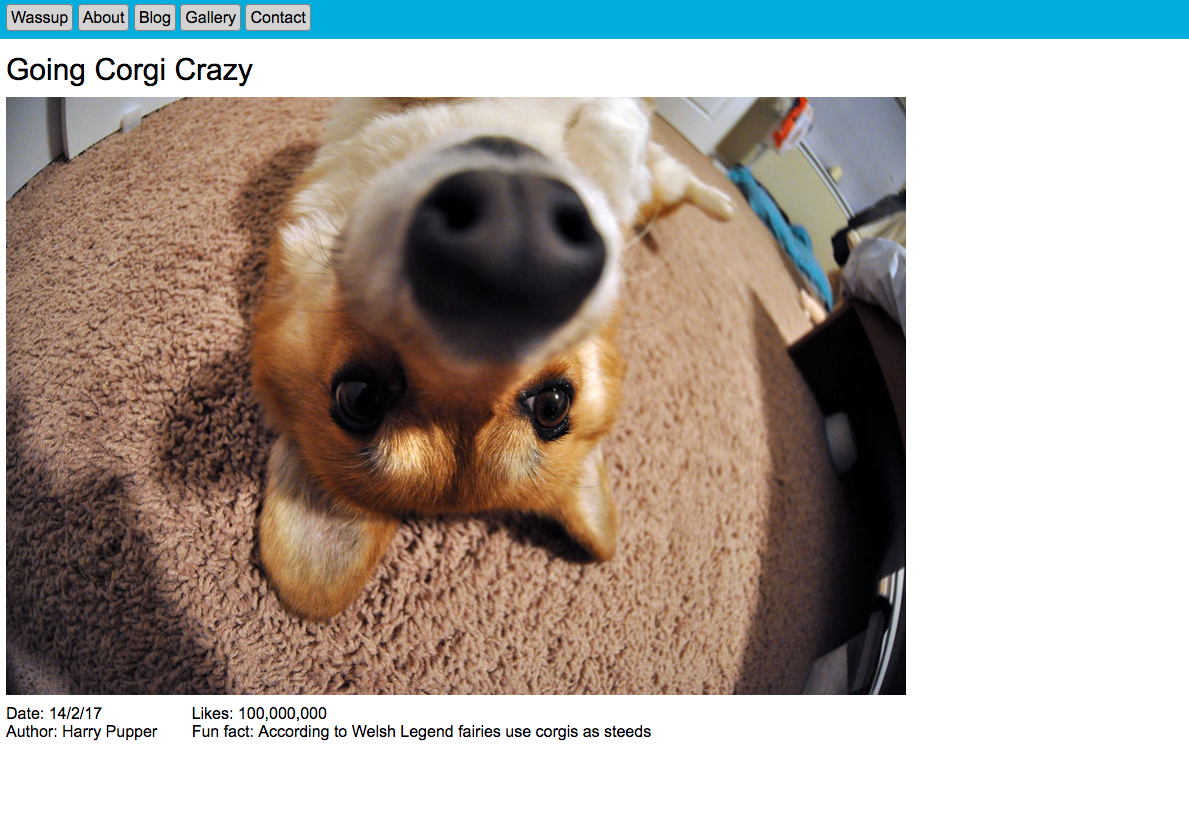 Wassup About Blog Gallery Contact
Going Corgi Crazy
Date: 14/2/17 Likes: 100,000,000
Author: Harry Pupper Fun fact: According to Welsh Legend fairies use corgis as steeds